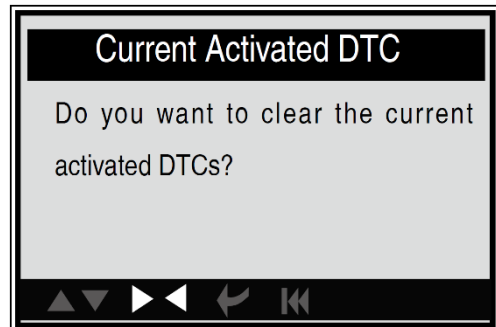 Current Activated DTC
Do you want to clear the current
activated DTCs?